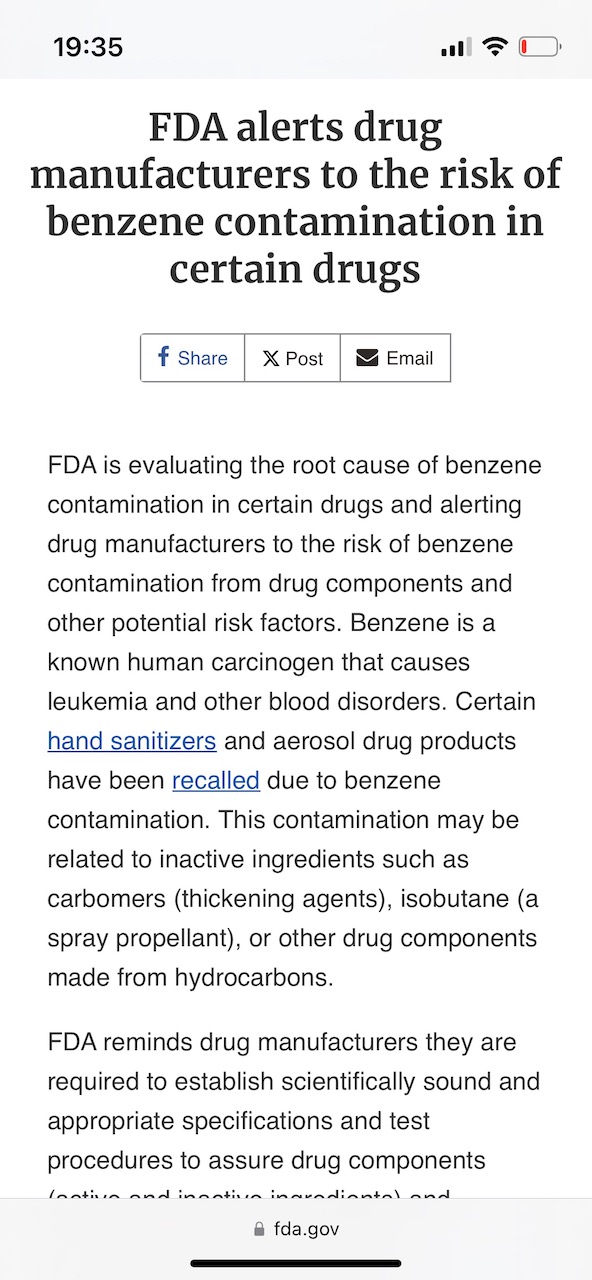 19:35
FDA alerts drug
manufacturers to the risk of
benzene contamination in
certain drugs
Share
Post
Email
FDA is evaluating the root cause of benzene
contamination in certain drugs and alerting
drug manufacturers to the risk of benzene
contamination from drug components and
other potential risk factors. Benzene is a
known human carcinogen that causes
leukemia and other blood disorders. Certain
hand sanitizers and aerosol drug products
have been recalled due to benzene
contamination. This contamination may be
related to inactive ingredients such as
carbomers (thickening agents), isobutane (a
spray propellant), or other drug components
made from hydrocarbons.
FDA reminds drug manufacturers they are
required to establish scientifically sound and
appropriate specifications and test
procedures to assure drug components
(active and inactive ingredients) and
fda.gov